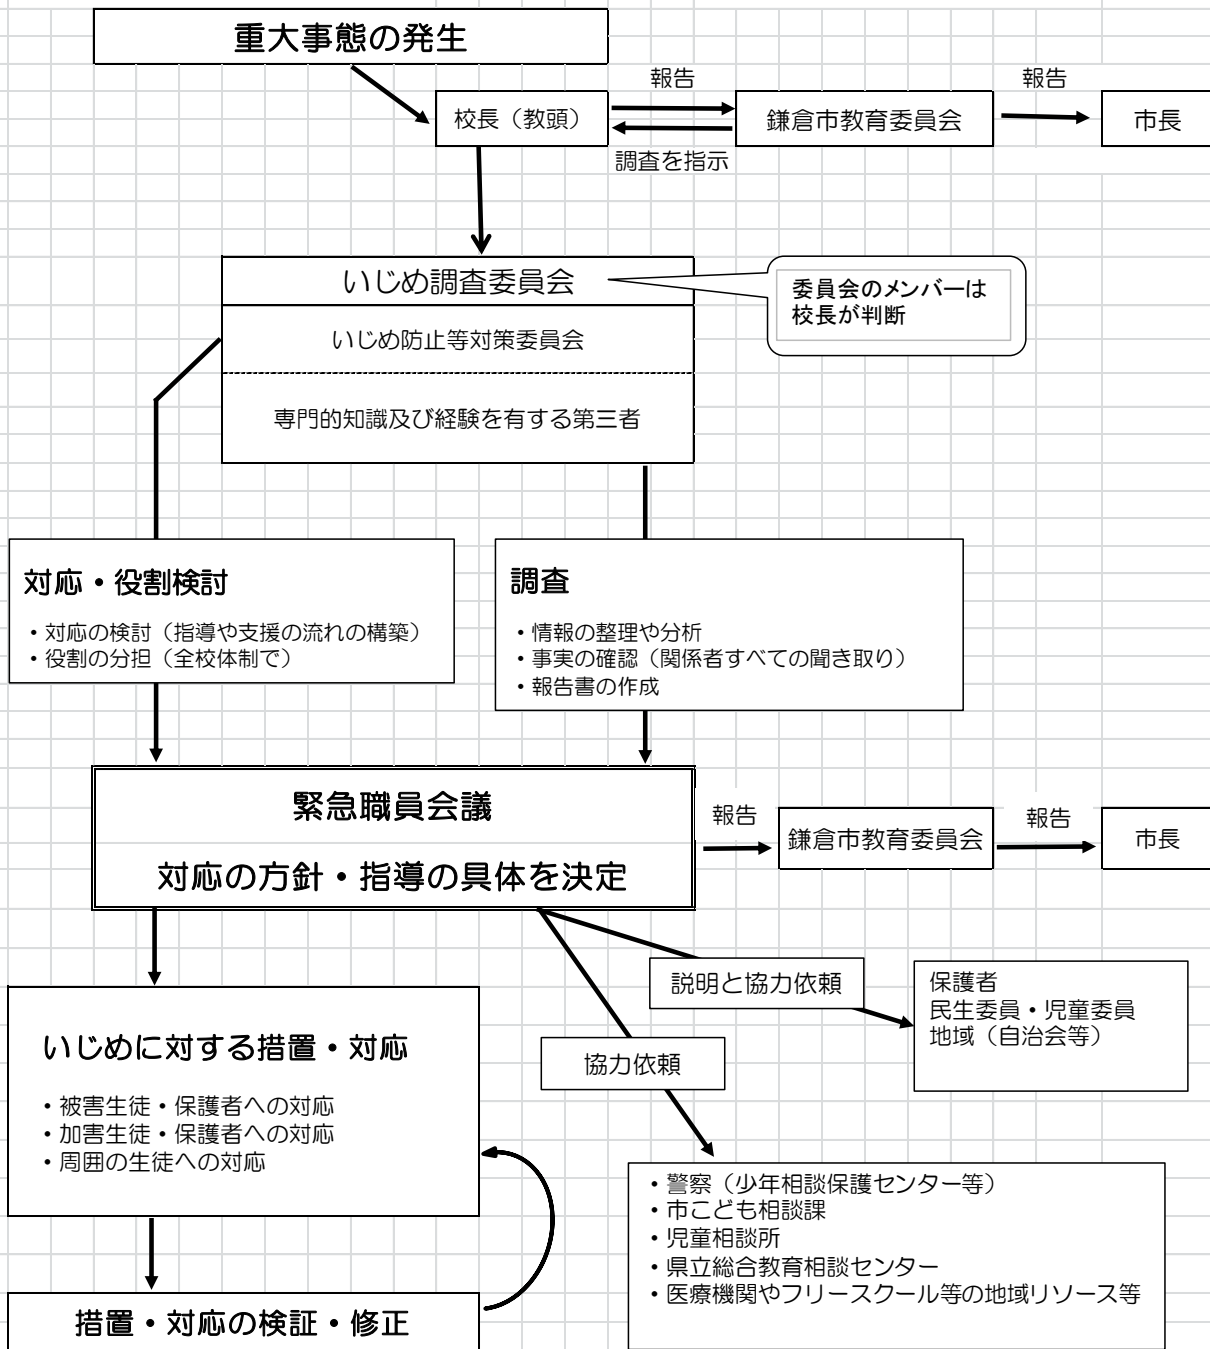 重大事態の発生
報告
報告
校長（教頭）
鎌倉市教育委員会
市長
調査を指示
いじめ調査委員会
委員会のメンバーは
校長が判断
いじめ防止等対策委員会
専門的知識及び経験を有する第三者
対応・役割検討
・対応の検討（指導や支援の流れの構築）
・役割の分担（全校体制で）
調査
・情報の整理や分析
・事実の確認（関係者すべての聞き取り）
・報告書の作成
緊急職員会議
対応の方針・指導の具体を決定
報告
鎌倉市教育委員会
報告
市長
説明と協力依頼
保護者
民生委員・児童委員
地域（自治会等）
協力依頼
いじめに対する措置・対応
・被害生徒・保護者への対応
・加害生徒・保護者への対応
・周囲の生徒への対応
・警察（少年相談保護センター等）
・市こども相談課
・児童相談所
・県立総合教育相談センター
・医療機関やフリースクール等の地域リソース等
措置・対応の検証・修正